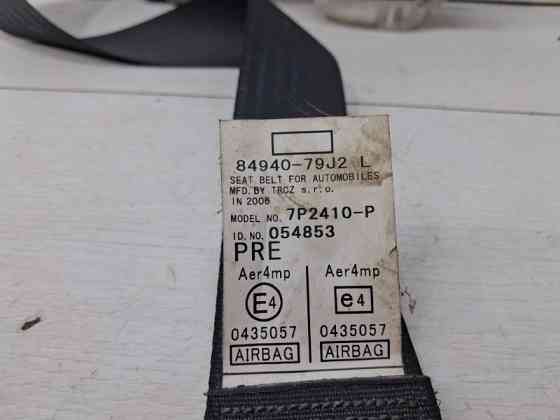 84940-79J2 L
SEAT BELT FOR AUTOMOBILES
MFD.BY TRCZ s.r.o.
IN 2006
MODEL NO. 7P2410-P
ID.NO. 054853
PRE
Aer4mp Aer4mp
E4 e4
0435057 0435057
AIRBAG AIRBAG